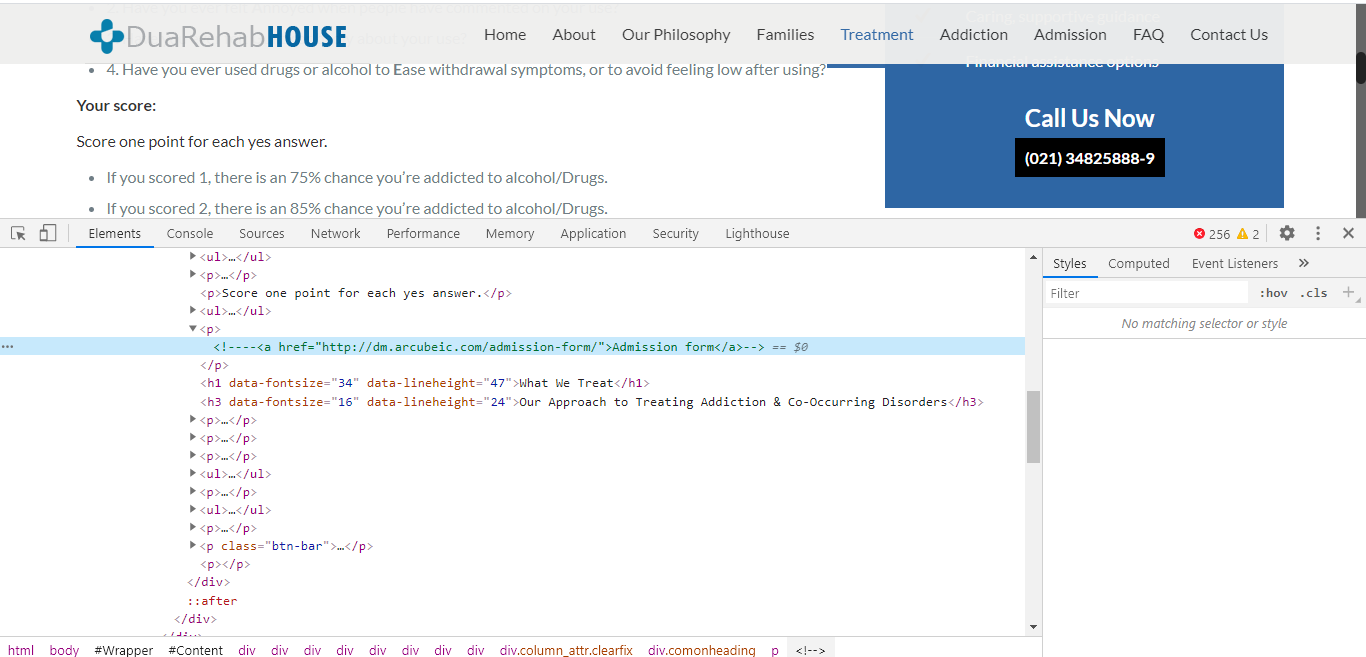 DuaRehabHOUSE
Home About Our Philosophy Families Treatment Addiction Admission FAQ Contact Us
4. Have you ever used drugs or alcohol to Ease withdrawal symptoms, or to avoid feeling low after using?
Your score:
Score one point for each yes answer.
If you scored 1, there is an 75% chance you’re addicted to alcohol/Drugs.
If you scored 2, there is an 85% chance you’re addicted to alcohol/Drugs.
Caring, supportive guidance
Financial assistance options
Call Us Now
(021) 34825888-9
Elements Console Sources Network Performance Memory Application Security Lighthouse 256 2
<ul>…</ul>
<p>…</p>
<p>Score one point for each yes answer.</p>
<ul>…</ul>
<p>
<!----<a href="http://dm.arcubeic.com/admission-form/">Admission form</a>--> == $0
</p>
<h1 data-fontsize="34" data-lineheight="47">What We Treat</h1>
<h3 data-fontsize="16" data-lineheight="24">Our Approach to Treating Addiction & Co-Occurring Disorders</h3>
<p>…</p>
<p>…</p>
<p>…</p>
<ul>…</ul>
<p>…</p>
<ul>…</ul>
<p>…</p>
<p class="btn-bar">…</p>
<p></p>
</div>
::after
</div>
</div>
html body #Wrapper #Content div div div div div div div div div.column_attr.clearfix div.comonheading p <!-->
Styles Computed Event Listeners »
Filter :hov .cls +
No matching selector or style